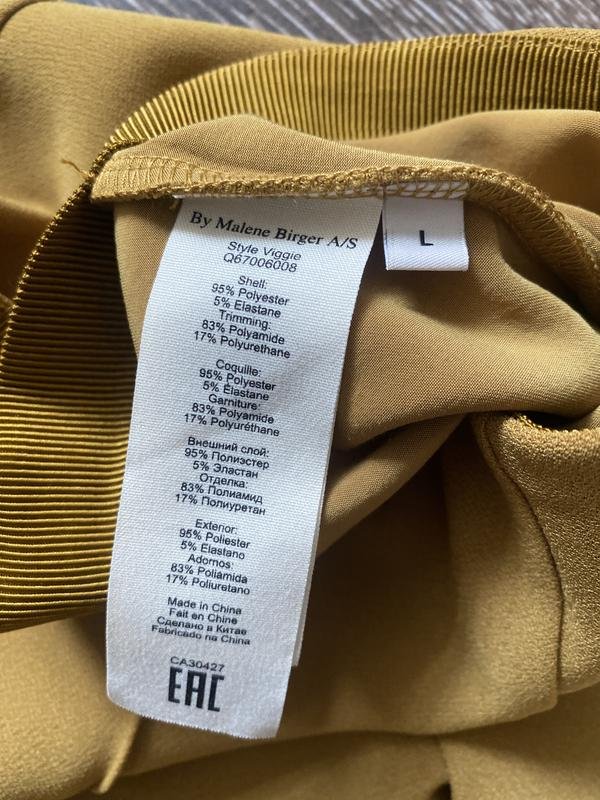 By Malene Birger A/S
Style Viggie
Q67006008
Shell:
95% Polyester
5% Elastane
Trimming:
83% Polyamide
17% Polyurethane
Coquille:
95% Polyester
5% Élastane
Garniture:
83% Polyamide
17% Polyuréthane
Внешний слой:
95% Полиэстер
5% Эластан
Отделка:
83% Полиамид
17% Полиуретан
Exterior:
95% Poliester
5% Elastano
Adornos:
83% Poliamida
17% Poliuretano
Made in China
Fait en Chine
Сделано в Китае
Fabricado na China
CA30427
EAC
L